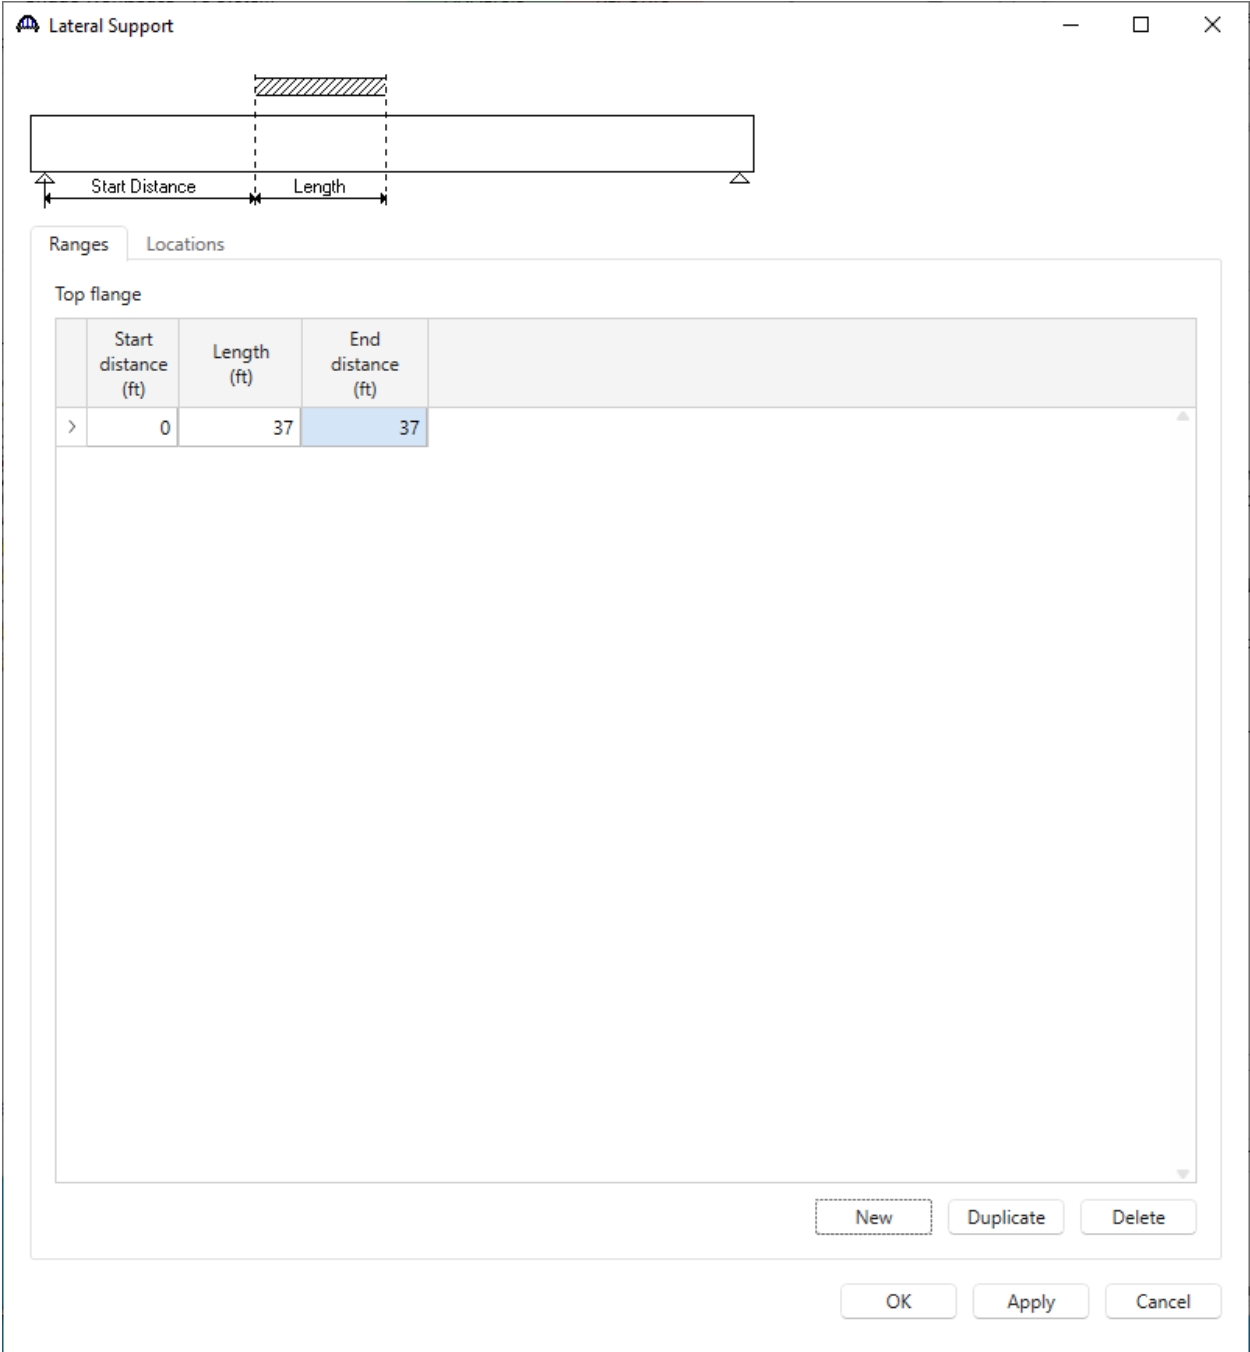 Lateral Support
Start Distance
Length
Ranges
Locations
Top flange
Start
distance
(ft)
Length
(ft)
End
distance
(ft)
0
37
37
New
Duplicate
Delete
OK
Apply
Cancel